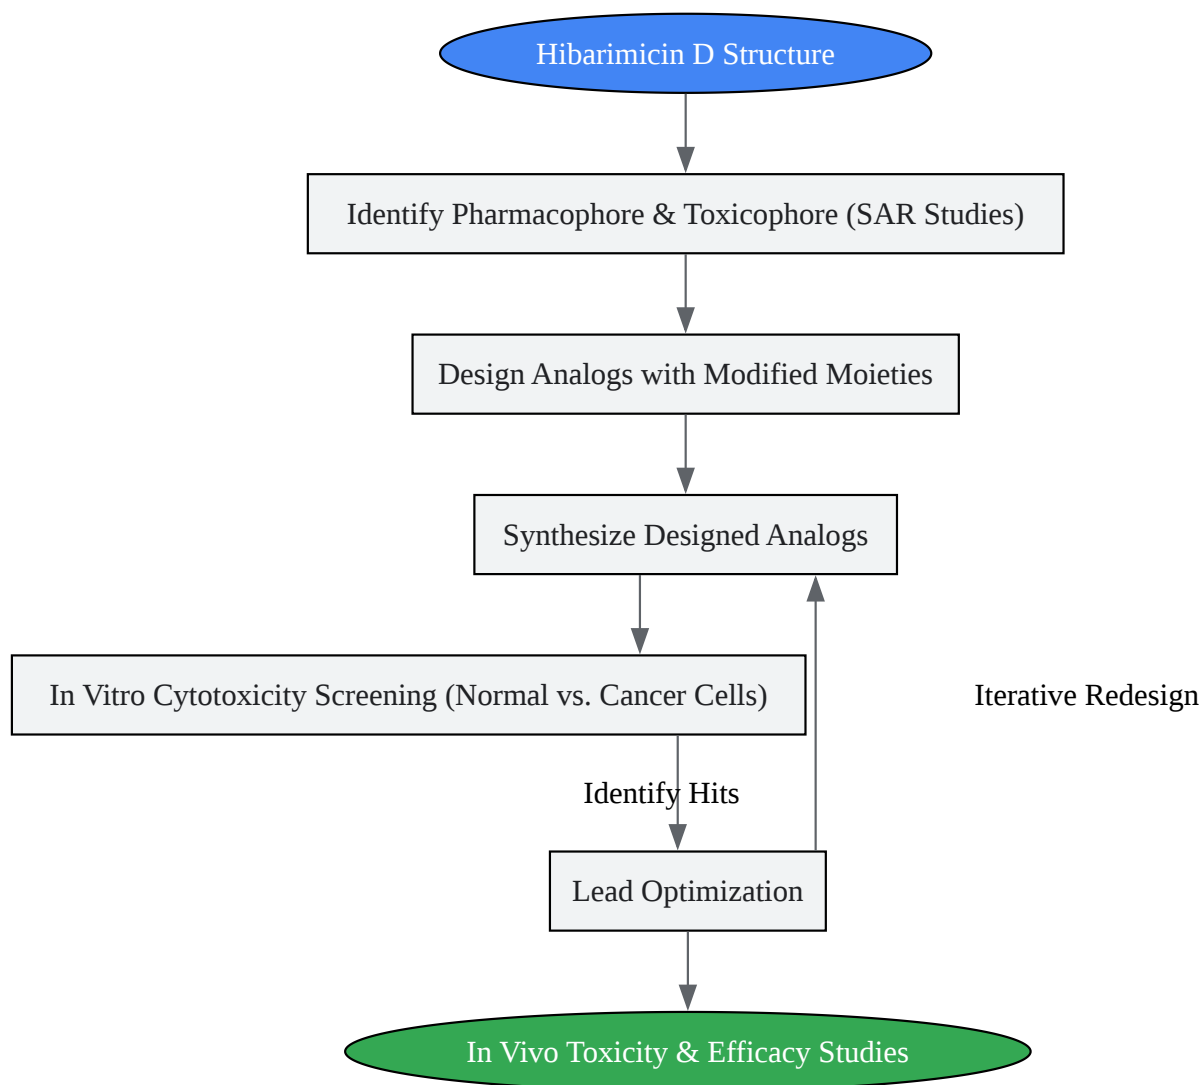 Hibarimicin D Structure
Identify Pharmacophore & Toxicophore (SAR Studies)
Design Analogs with Modified Moieties
Synthesize Designed Analogs
In Vitro Cytotoxicity Screening (Normal vs. Cancer Cells)
Iterative Redesign
Identify Hits
Lead Optimization
In Vivo Toxicity & Efficacy Studies